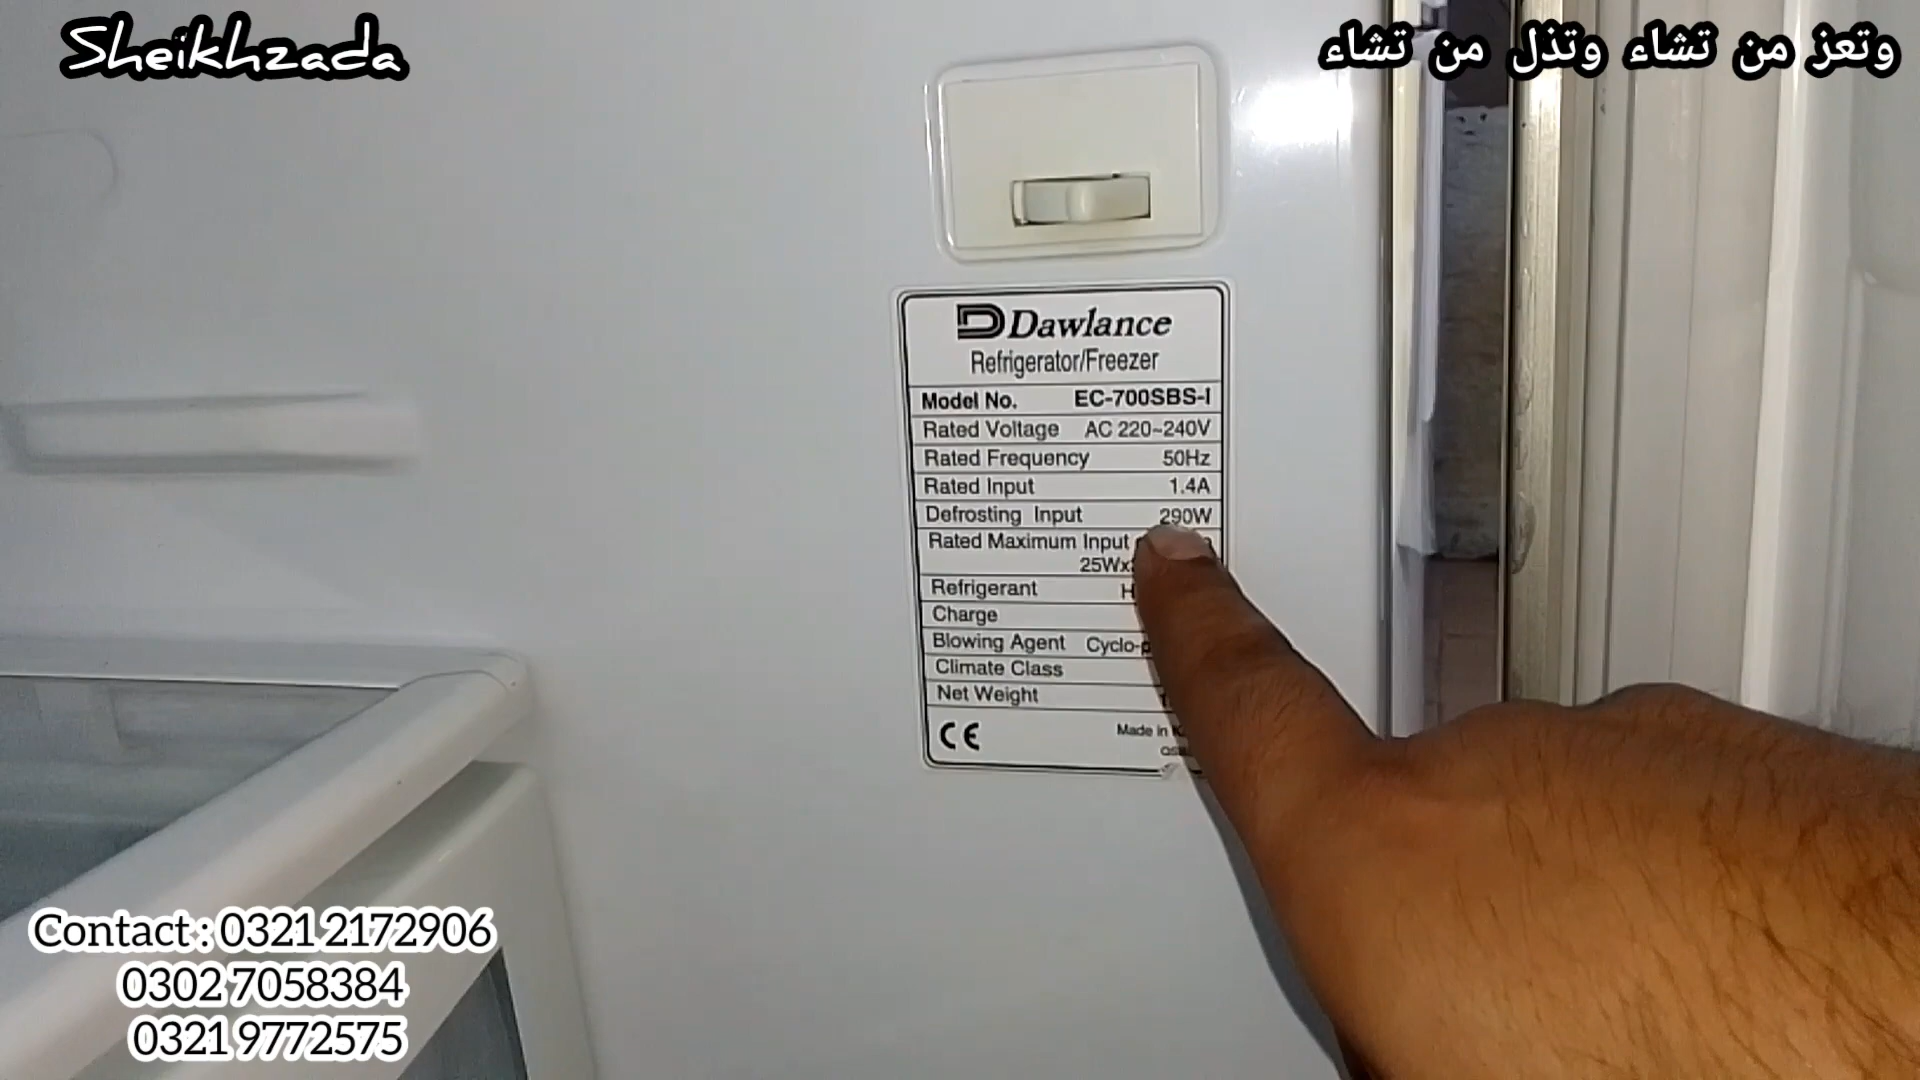 Sheikhzada
وتعز من تشاء وتذل من تشاء
Dawlance
Refrigerator/Freezer
Model No. EC-700SBS-I
Rated Voltage AC 220~240V
Rated Frequency 50Hz
Rated Input 1.4A
Defrosting Input 290W
Rated Maximum Input
Refrigerant
Charge
Blowing Agent
Climate Class
Net Weight
CE
Made in
Contact : 0321 2172906
0302 7058384
0321 9772575